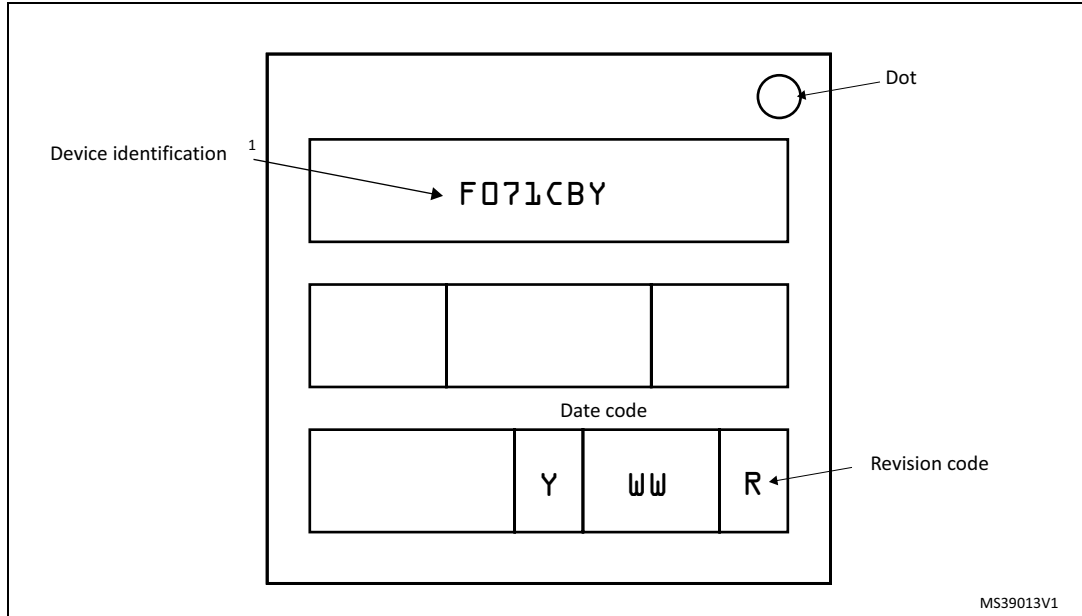 Dot
Device identification 1
F071CBY
Date code
Y WW R
Revision code
MS39013V1